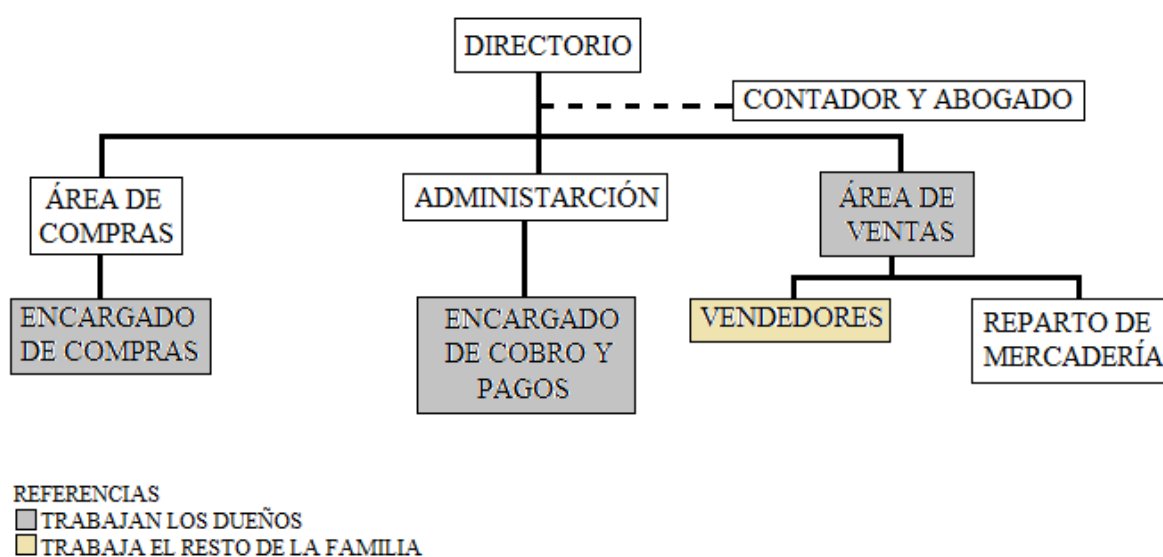 DIRECTORIO
CONTADOR Y ABOGADO
ÁREA DE
COMPRAS
ADMINISTARCIÓN
ÁREA DE
VENTAS
ENCARGADO
DE COMPRAS
ENCARGADO
DE COBRO Y
PAGOS
VENDEDORES
REPARTO DE
MERCADERÍA
REFERENCIAS
TRABAJAN LOS DUEÑOS
TRABAJA EL RESTO DE LA FAMILIA